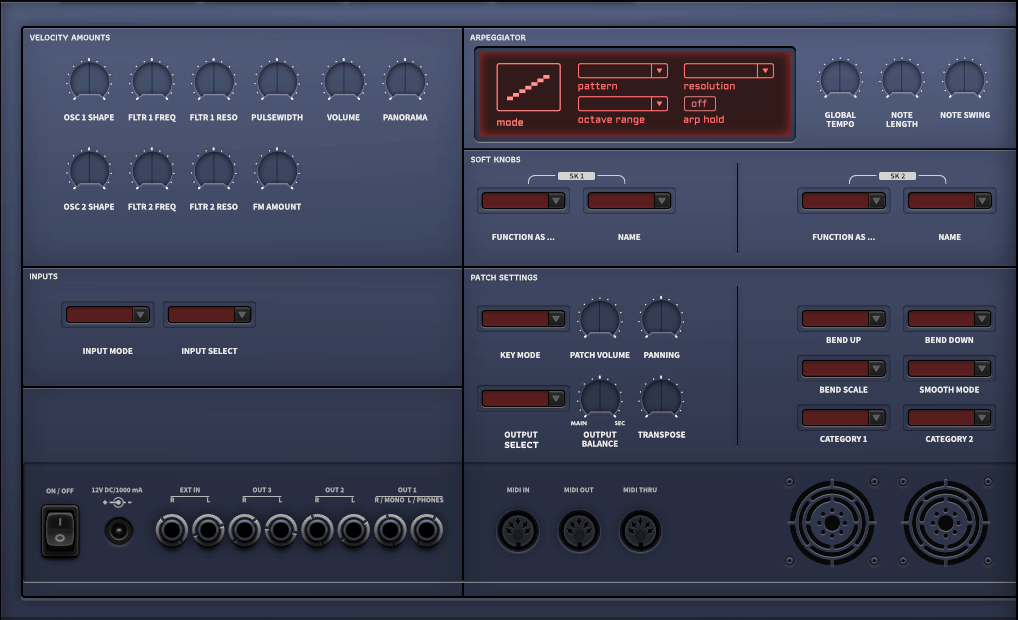 VELOCITY AMOUNTS
OSC 1 SHAPE FLTR 1 FREQ FLTR 1 RESO PULSEWIDTH VOLUME PANORAMA
OSC 2 SHAPE FLTR 2 FREQ FLTR 2 RESO FM AMOUNT
ARPEGGIATOR
pattern resolution
off
mode octave range arp hold
GLOBAL TEMPO
NOTE LENGTH
NOTE SWING
SOFT KNOBS
SK 1 SK 2
FUNCTION AS ... NAME FUNCTION AS ... NAME
INPUTS
INPUT MODE INPUT SELECT
PATCH SETTINGS
KEY MODE PATCH VOLUME PANNING
MAIN SEC
OUTPUT SELECT
OUTPUT BALANCE
TRANSPOSE
BEND UP BEND DOWN
BEND SCALE SMOOTH MODE
CATEGORY 1 CATEGORY 2
ON / OFF 12V DC/1000 mA EXT IN OUT 3 OUT 2 OUT 1
R L R L R L R / MONO L / PHONES
I
O
MIDI IN MIDI OUT MIDI THRU